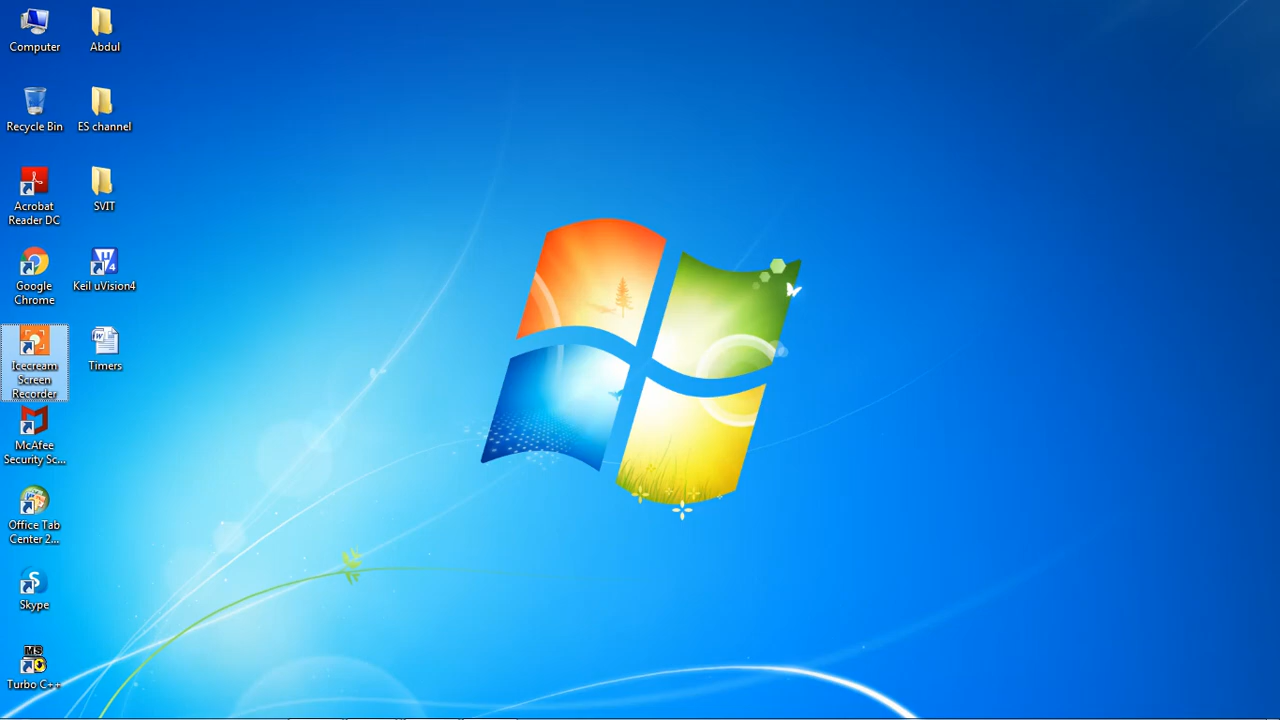 Computer
Abdul
Recycle Bin
ES channel
Acrobat
Reader DC
SVIT
Google
Chrome
Keil uVision4
Icecream
Screen
Recorder
Timers
McAfee
Security Sc...
Office Tab
Center 2...
Skype
MS
Turbo C++